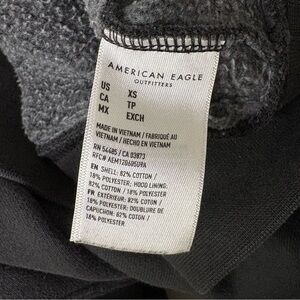 AMERICAN EAGLE
OUTFITTERS
US XS
CA TP
MX EXCH
MADE IN VIETNAM / FABRIQUÉ AU
VIETNAM / HECHO EN VIETNAM
RN 54485 / CA 03873
EN: SHELL: 82% COTTON /
18% POLYESTER; HOOD LINING:
82% COTTON / 18% POLYESTER
FR: EXTÉRIEUR: 82% COTON /
18% POLYESTER; DOUBLURE DE
CAPUCHON: 82% COTON /
18% POLYESTER